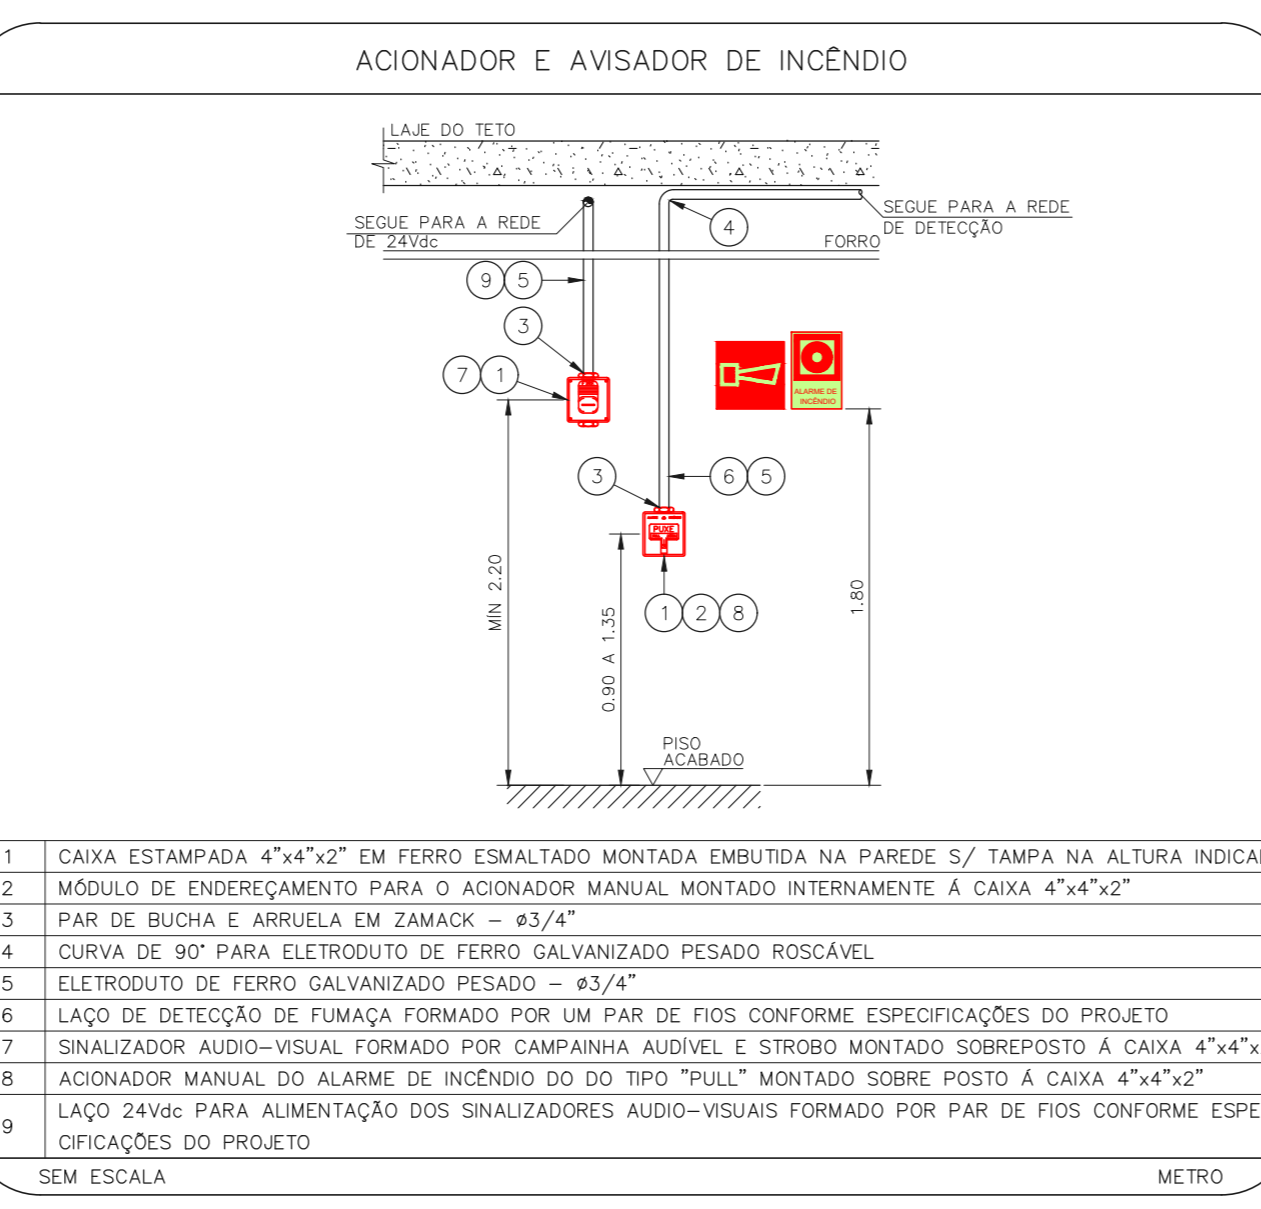 ACIONADOR E AVISADOR DE INCÊNDIO
LAJE DO TETO
SEGUE PARA A REDE
DE 24Vdc
SEGUE PARA A REDE
DE DETECÇÃO
4
FORRO
9 5
3
7 1
ALARME DE
INCÊNDIO
3
6 5
PUXE
1 2 8
MÍN 2.20
0.90 A 1.35
1.80
PISO
ACABADO
1 CAIXA ESTAMPADA 4"x4"x2" EM FERRO ESMALTADO MONTADA EMBUTIDA NA PAREDE S/ TAMPA NA ALTURA INDICA
2 MÓDULO DE ENDEREÇAMENTO PARA O ACIONADOR MANUAL MONTADO INTERNAMENTE Á CAIXA 4"x4"x2"
3 PAR DE BUCHA E ARRUELA EM ZAMACK – ø3/4"
4 CURVA DE 90° PARA ELETRODUTO DE FERRO GALVANIZADO PESADO ROSCÁVEL
5 ELETRODUTO DE FERRO GALVANIZADO PESADO – ø3/4"
6 LAÇO DE DETECÇÃO DE FUMAÇA FORMADO POR UM PAR DE FIOS CONFORME ESPECIFICAÇÕES DO PROJETO
7 SINALIZADOR AUDIO–VISUAL FORMADO POR CAMPAINHA AUDÍVEL E STROBO MONTADO SOBREPOSTO Á CAIXA 4"x4"x
8 ACIONADOR MANUAL DO ALARME DE INCÊNDIO DO DO TIPO "PULL" MONTADO SOBRE POSTO Á CAIXA 4"x4"x2"
9 LAÇO 24Vdc PARA ALIMENTAÇÃO DOS SINALIZADORES AUDIO–VISUAIS FORMADO POR PAR DE FIOS CONFORME ESPE
CIFICAÇÕES DO PROJETO
SEM ESCALA
METRO